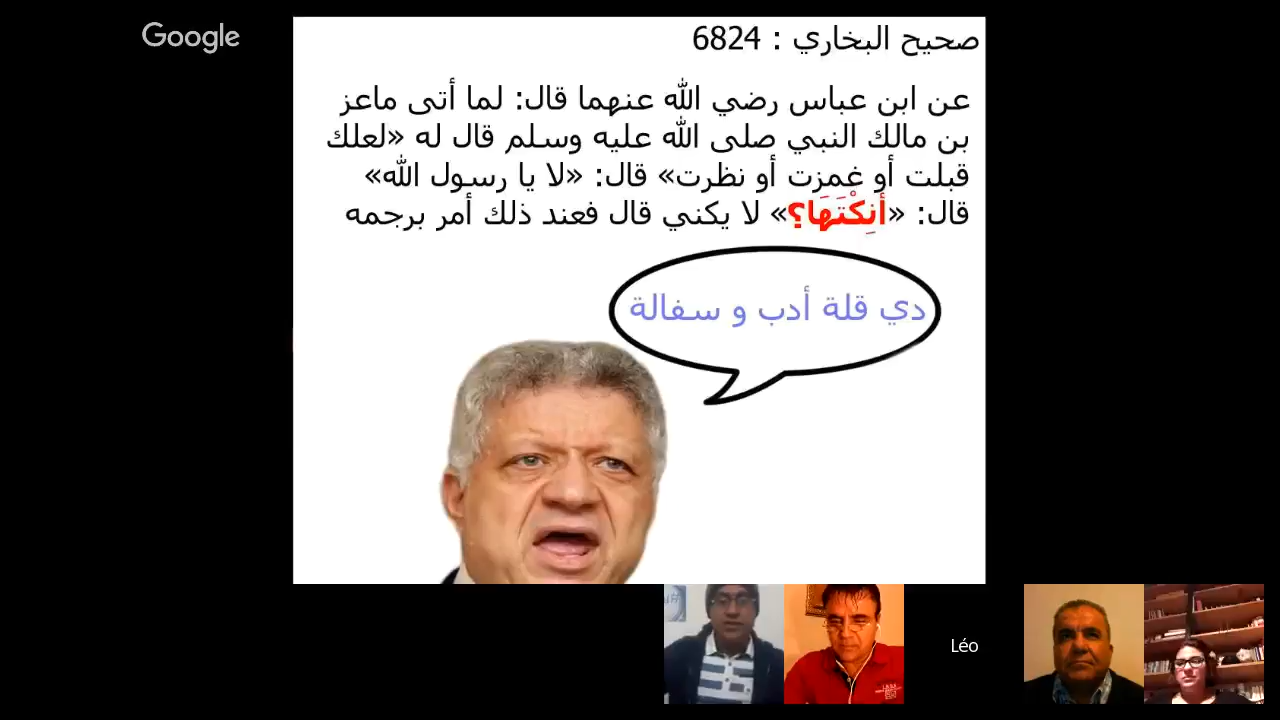 Google
صحيح البخاري : 6824
عن ابن عباس رضي الله عنهما قال: لما أتى ماعز
بن مالك النبي صلى الله عليه وسلم قال له «لعلك
قبلت أو غمزت أو نظرت» قال: «لا يا رسول الله»
قال: «أَنِكْتَهَا؟» لا يكني قال فعند ذلك أمر برجمه
دي قلة أدب و سفالة
Léo